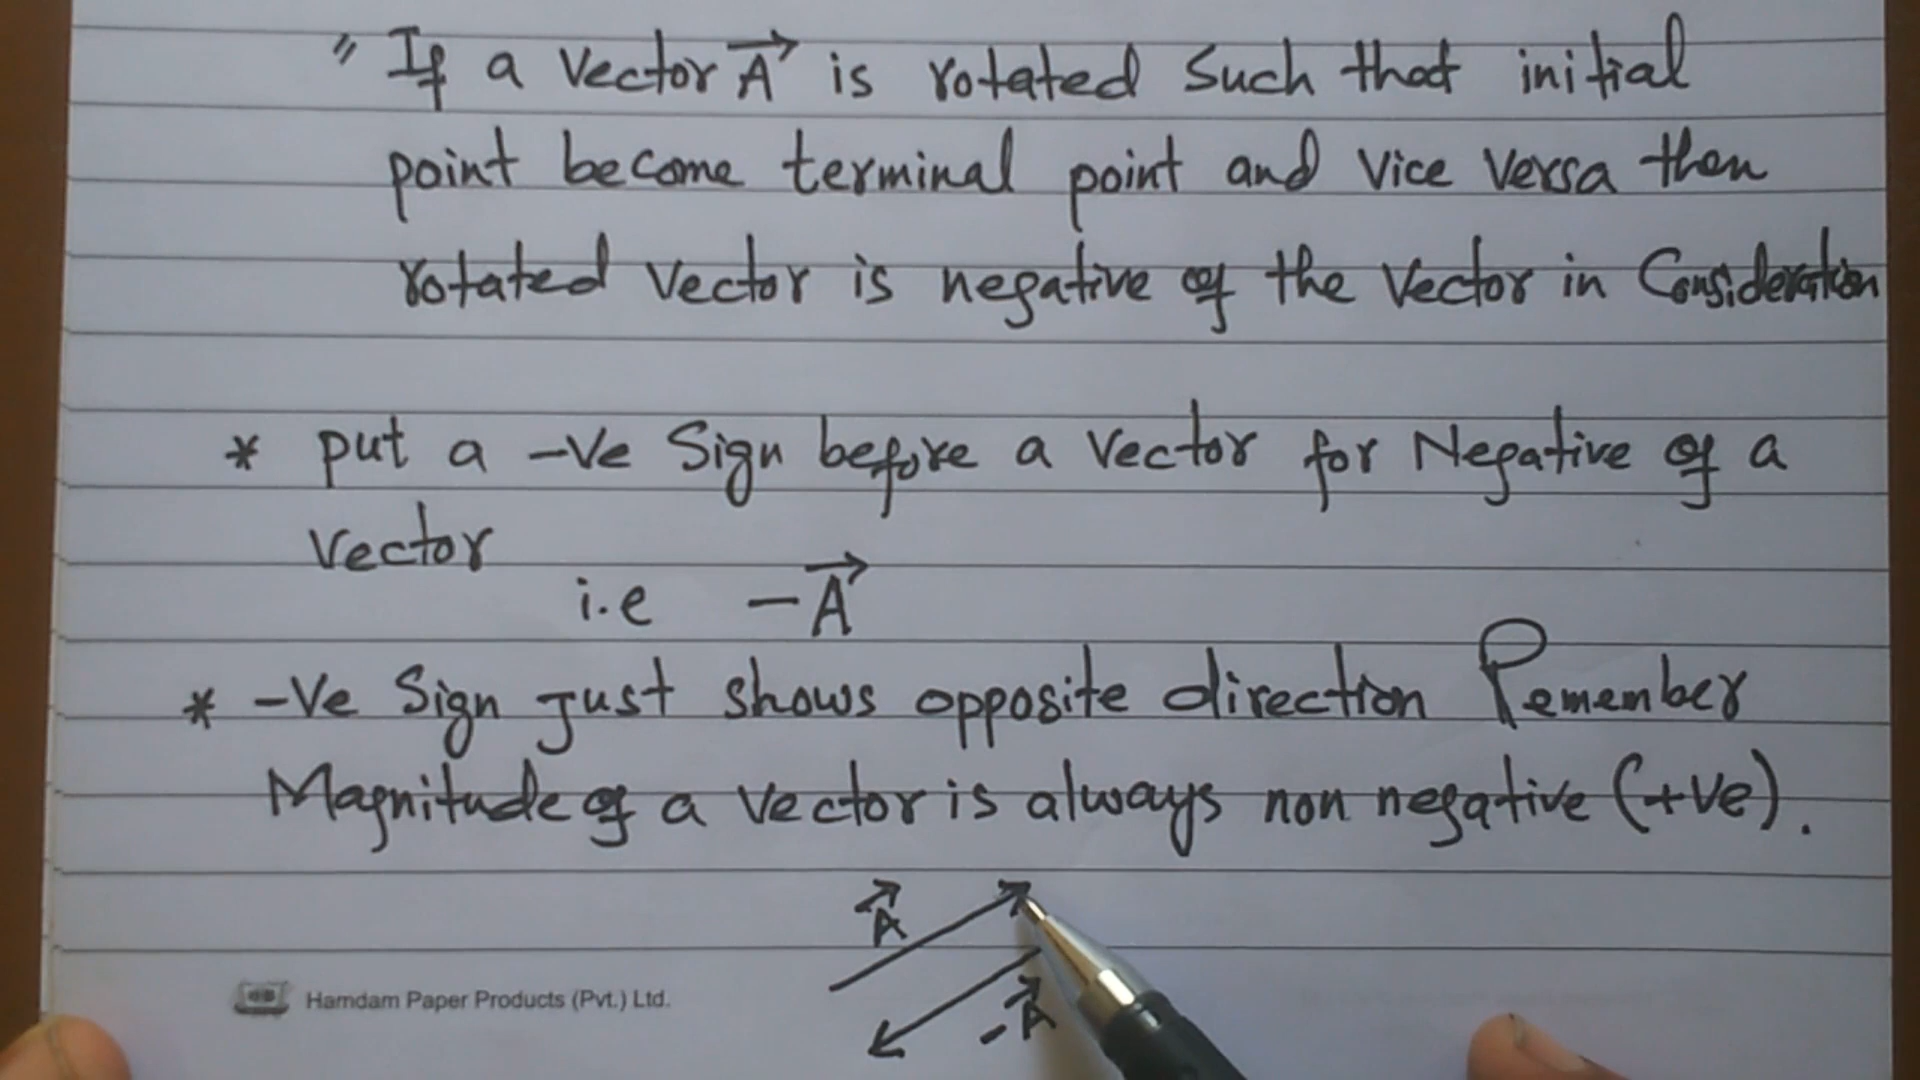 " If a vector A⃗ is rotated such that initial
point become terminal point and vice versa then
rotated vector is negative of the vector in Consideration
* put a -ve Sign before a vector for Negative of a
vector
i.e -A⃗
* -ve Sign just shows opposite direction Remember
Magnitude of a vector is always non negative (+ve).
A⃗
-A⃗
Hamdam Paper Products (Pvt.) Ltd.